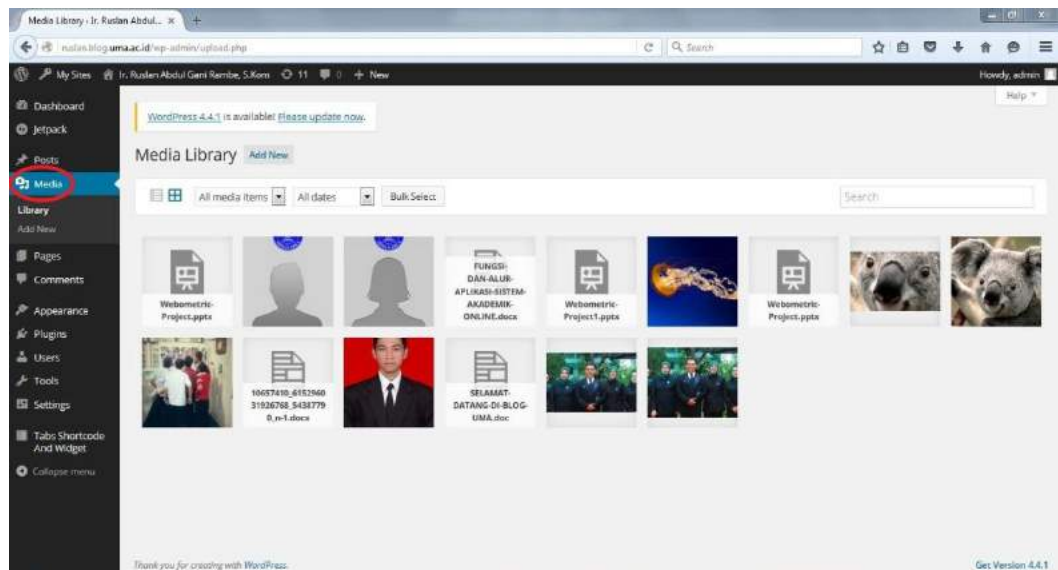 Media Library ‹ Ir. Ruslan Abdul...
ruslan.blog.uma.ac.id/wp-admin/upload.php
Search
My Sites
Ir. Ruslan Abdul Gani Rambe, S.Kom
11
0
+ New
Howdy, admin
Help
Dashboard
Jetpack
Posts
Media
Library
Add New
Pages
Comments
Appearance
Plugins
Users
Tools
Settings
Tabs Shortcode
And Widget
Collapse menu
WordPress 4.4.1 is available! Please update now.
Media Library
Add New
All media items
All dates
Bulk Select
Search
Webometric-
Project.pptx
FUNGSI-
DAN-ALUR-
APLIKASI-SISTEM-
AKADEMIK-
ONLINE.docx
Webometric-
Project1.pptx
Webometric-
Project.pptx
10657410_6152960
31926768_5438779
0_n-1.docx
SELAMAT-
DATANG-DI-BLOG-
UMA.doc
Thank you for creating with WordPress.
Get Version 4.4.1